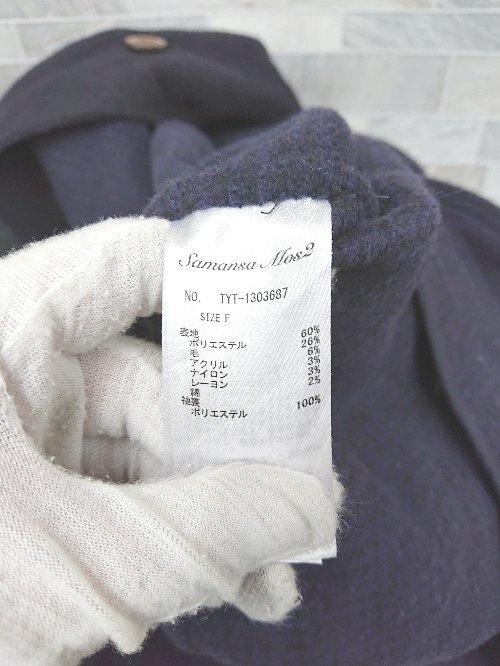 Samansa Mos2
NO. TYT-1303687
SIZE F
表地
ポリエステル 60%
毛 26%
アクリル 6%
ナイロン 3%
レーヨン 3%
綿 2%
袖裏
ポリエステル 100%